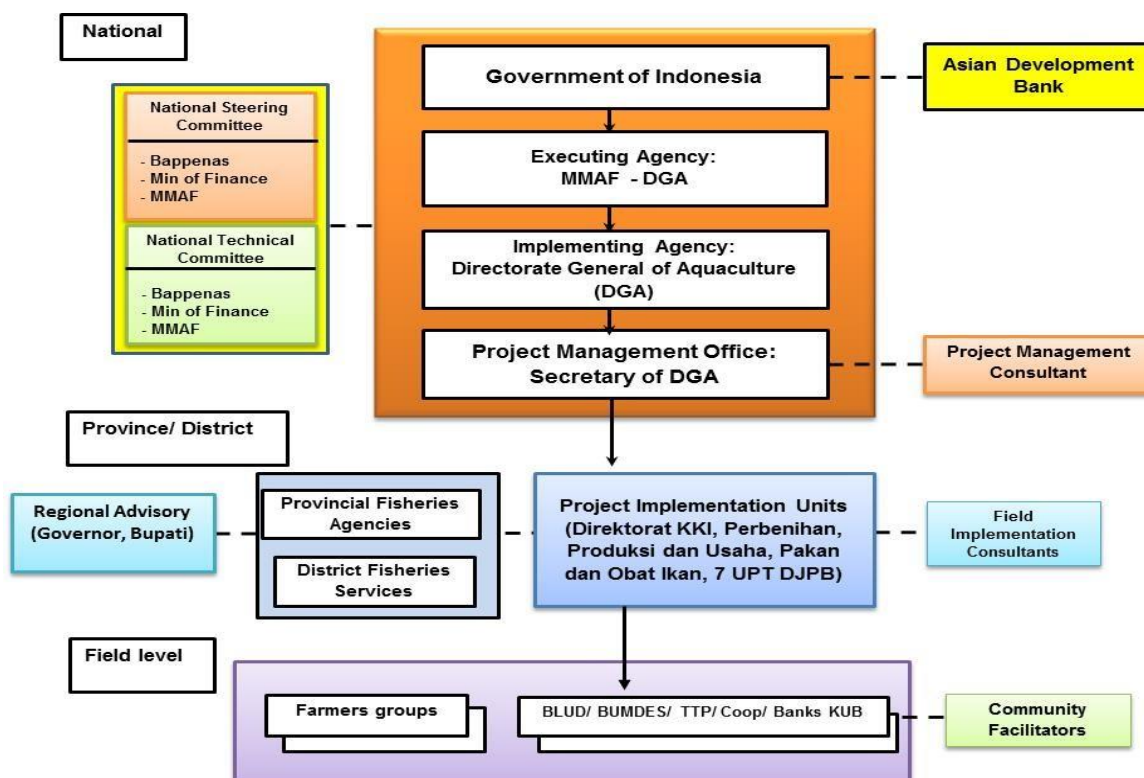 National
Government of Indonesia
Asian Development
Bank
National Steering
Committee
- Bappenas
- Min of Finance
- MMAF
National Technical
Committee
- Bappenas
- Min of Finance
- MMAF
Executing Agency:
MMAF - DGA
Implementing Agency:
Directorate General of Aquaculture
(DGA)
Project Management Office:
Secretary of DGA
Project Management
Consultant
Province/ District
Regional Advisory
(Governor, Bupati)
Provincial Fisheries
Agencies
District Fisheries
Services
Project Implementation Units
(Direktorat KKI, Perbenihan,
Produksi dan Usaha, Pakan
dan Obat Ikan, 7 UPT DJPB)
Field
Implementation
Consultants
Field level
Farmers groups
BLUD/ BUMDES/ TTP/ Coop/ Banks KUB
Community
Facilitators